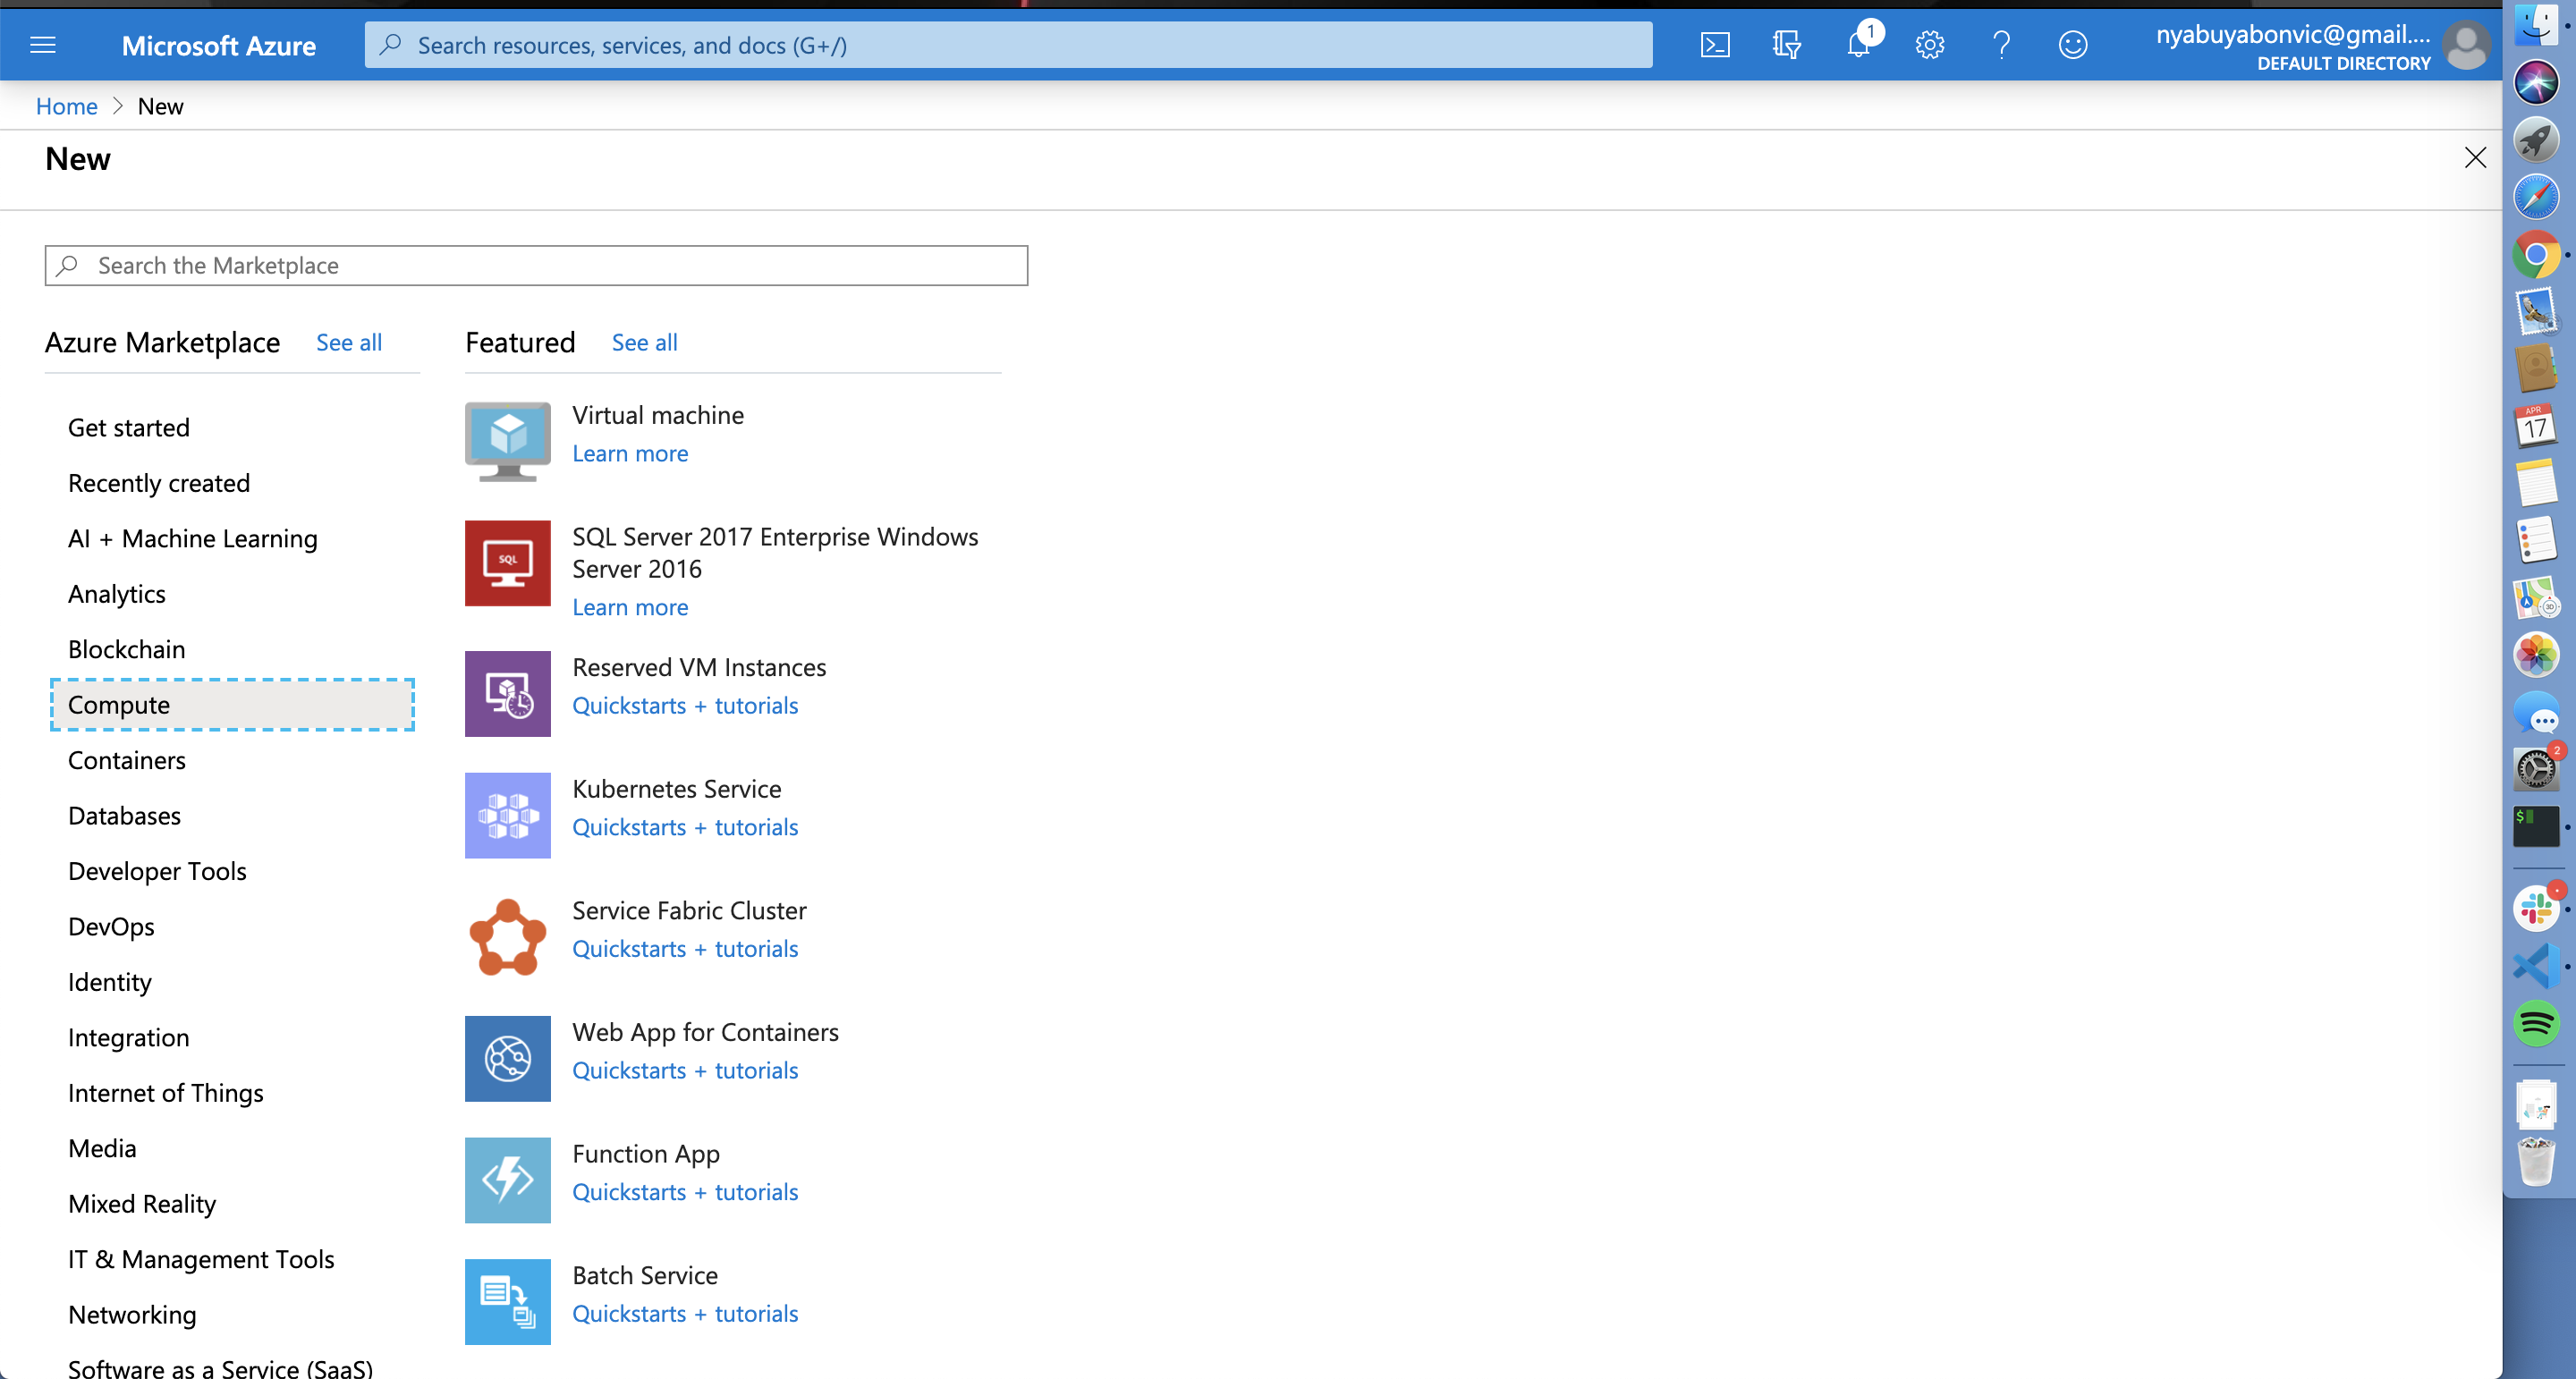 Microsoft Azure
Search resources, services, and docs (G+/)
1
nyabuyabonvic@gmail....
DEFAULT DIRECTORY
Home > New
New
Search the Marketplace
Azure Marketplace See all
Get started
Recently created
AI + Machine Learning
Analytics
Blockchain
Compute
Containers
Databases
Developer Tools
DevOps
Identity
Integration
Internet of Things
Media
Mixed Reality
IT & Management Tools
Networking
Software as a Service (SaaS)
Featured See all
Virtual machine
Learn more
SQL
SQL Server 2017 Enterprise Windows
Server 2016
Learn more
Reserved VM Instances
Quickstarts + tutorials
Kubernetes Service
Quickstarts + tutorials
Service Fabric Cluster
Quickstarts + tutorials
Web App for Containers
Quickstarts + tutorials
Function App
Quickstarts + tutorials
Batch Service
Quickstarts + tutorials
APR
17
3D
2
$